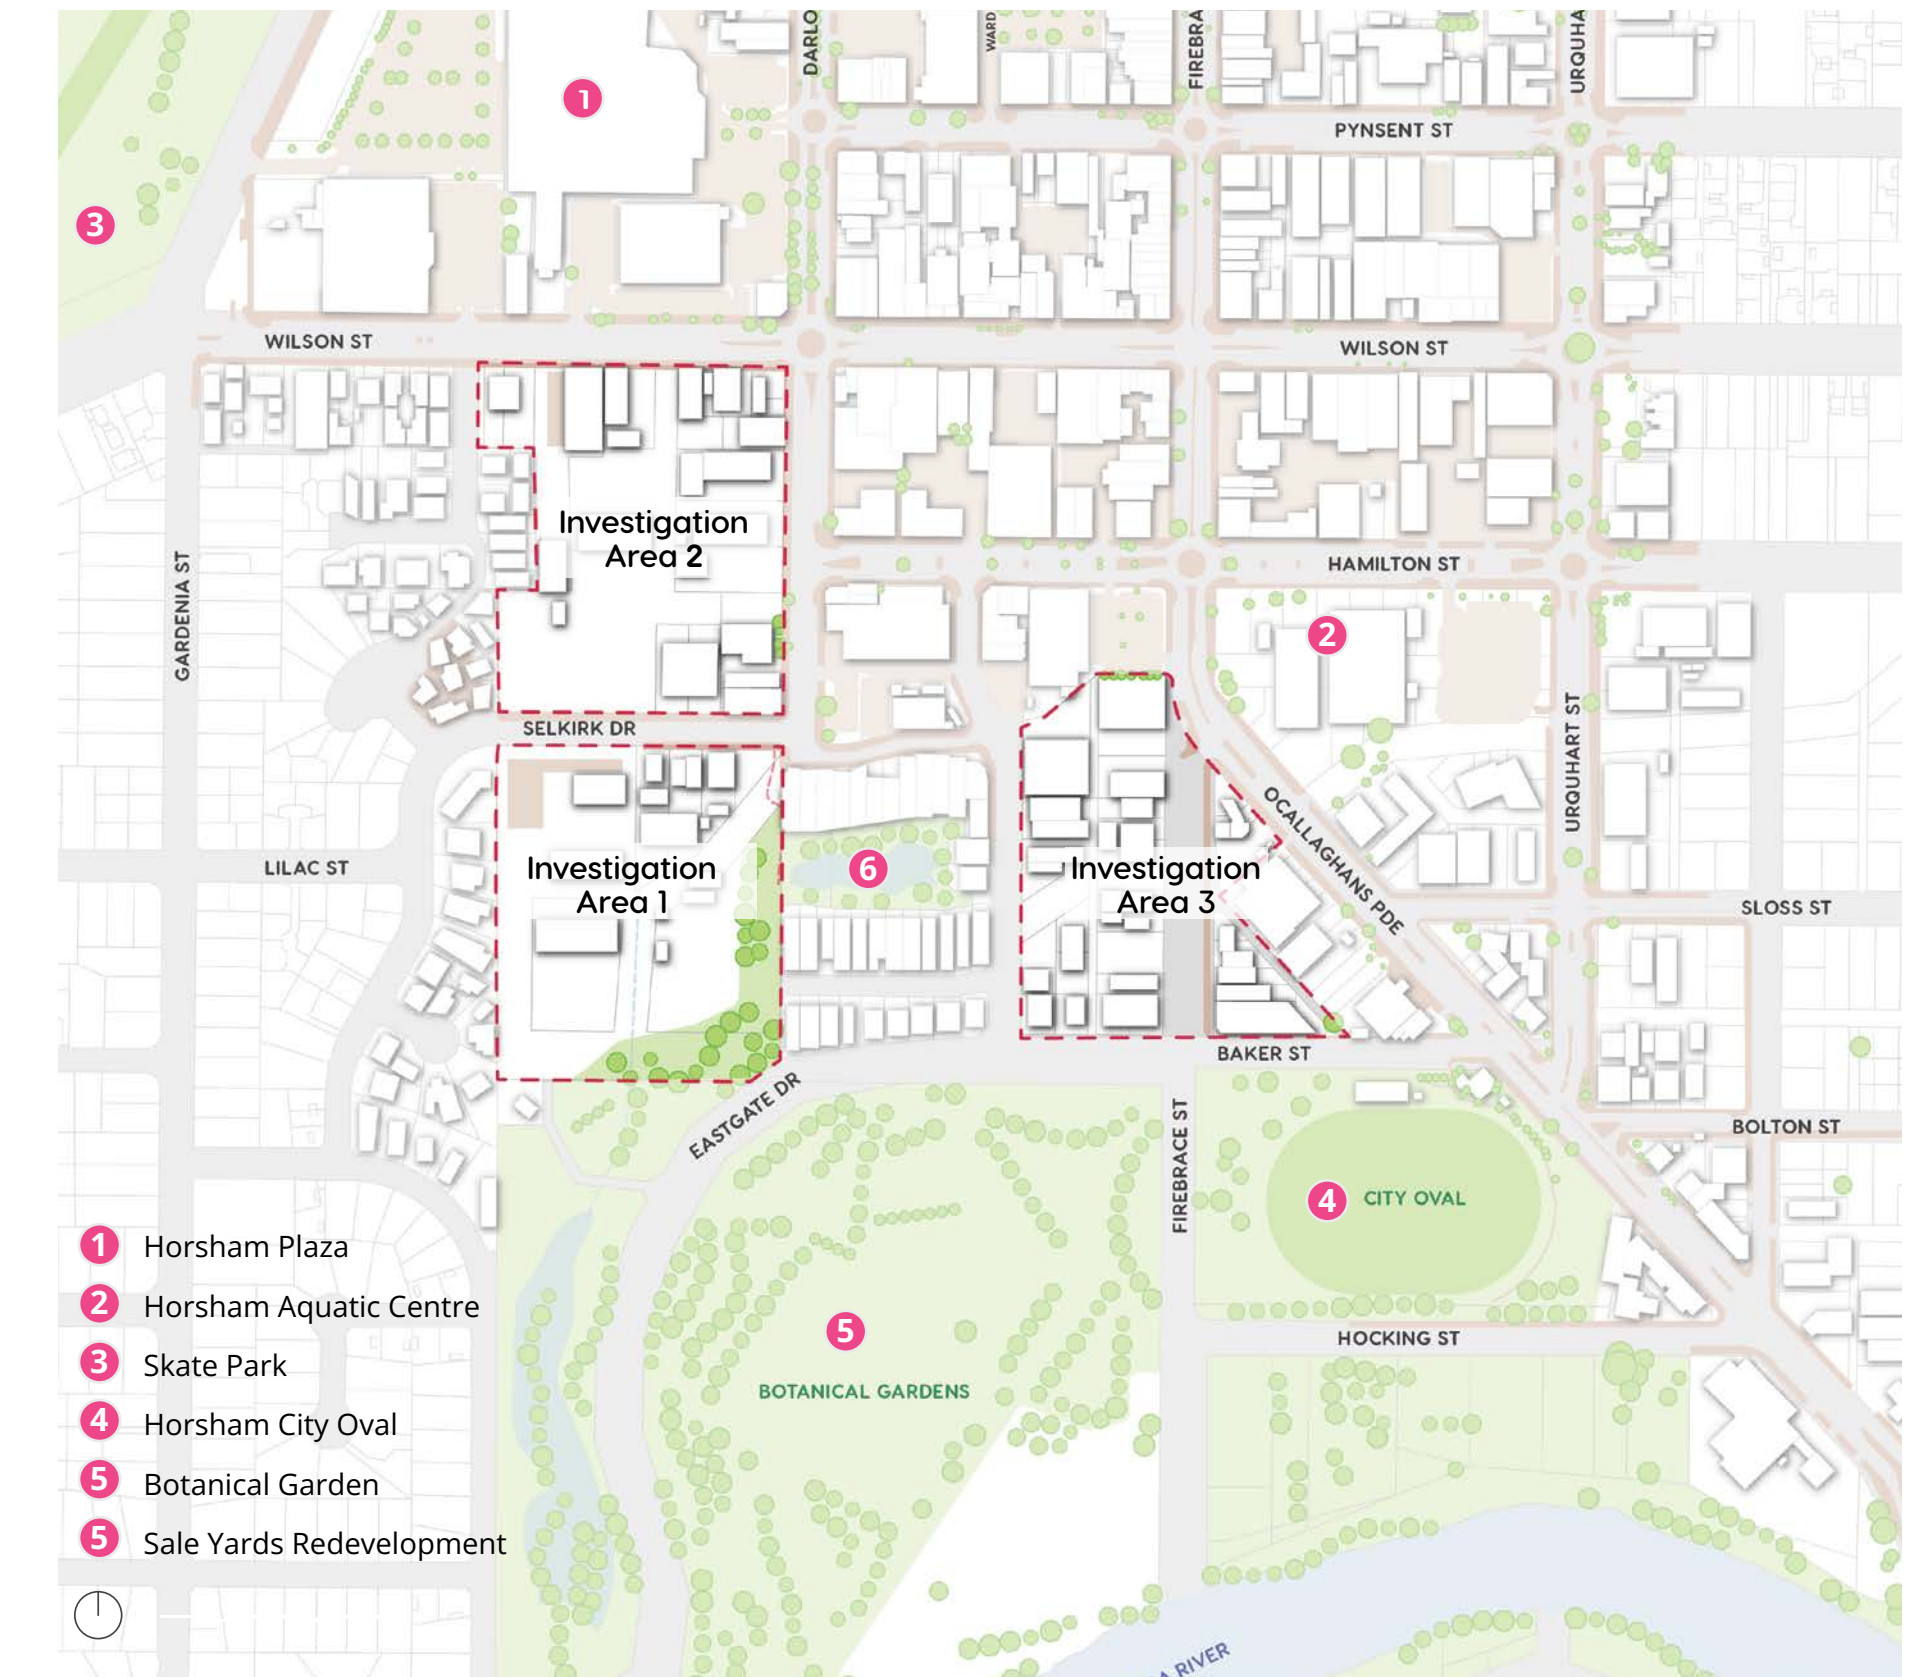 DARLO
WARD
FIREBRA
URQUHA
1
PYNSENT ST
3
WILSON ST
WILSON ST
Investigation
Area 2
HAMILTON ST
GARDENIA ST
2
SELKIRK DR
URQUHART ST
OCALLAGHANS PDE
LILAC ST
Investigation
Area 1
6
Investigation
Area 3
SLOSS ST
BAKER ST
EASTGATE DR
FIREBRACE ST
BOLTON ST
4 CITY OVAL
5
BOTANICAL GARDENS
HOCKING ST
1 Horsham Plaza
2 Horsham Aquatic Centre
3 Skate Park
4 Horsham City Oval
5 Botanical Garden
5 Sale Yards Redevelopment
A RIVER